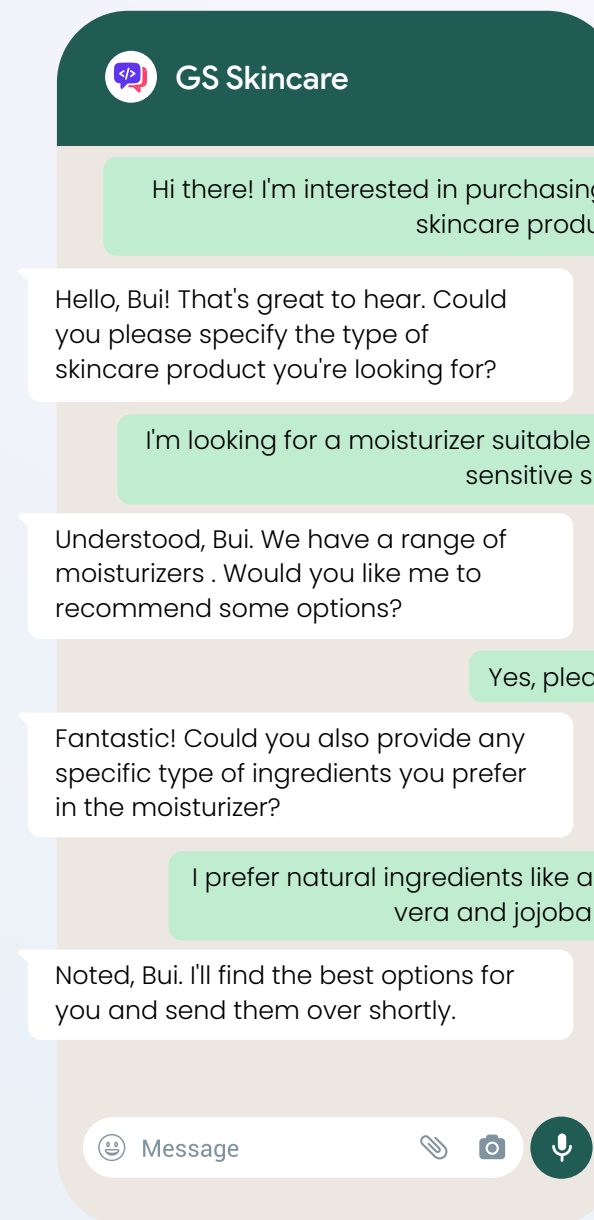 GS Skincare
Hi there! I'm interested in purchasing
skincare
Hello, Bui! That's great to hear. Could
you please specify the type of
skincare product you're looking for?
I'm looking for a moisturizer suitable
sensitive
Understood, Bui. We have a range of
moisturizers . Would you like me to
recommend some options?
Yes,
Fantastic! Could you also provide any
specific type of ingredients you prefer
in the moisturizer?
I prefer natural ingredients like
vera and jojoba
Noted, Bui. I'll find the best options for
you and send them over shortly.
Message